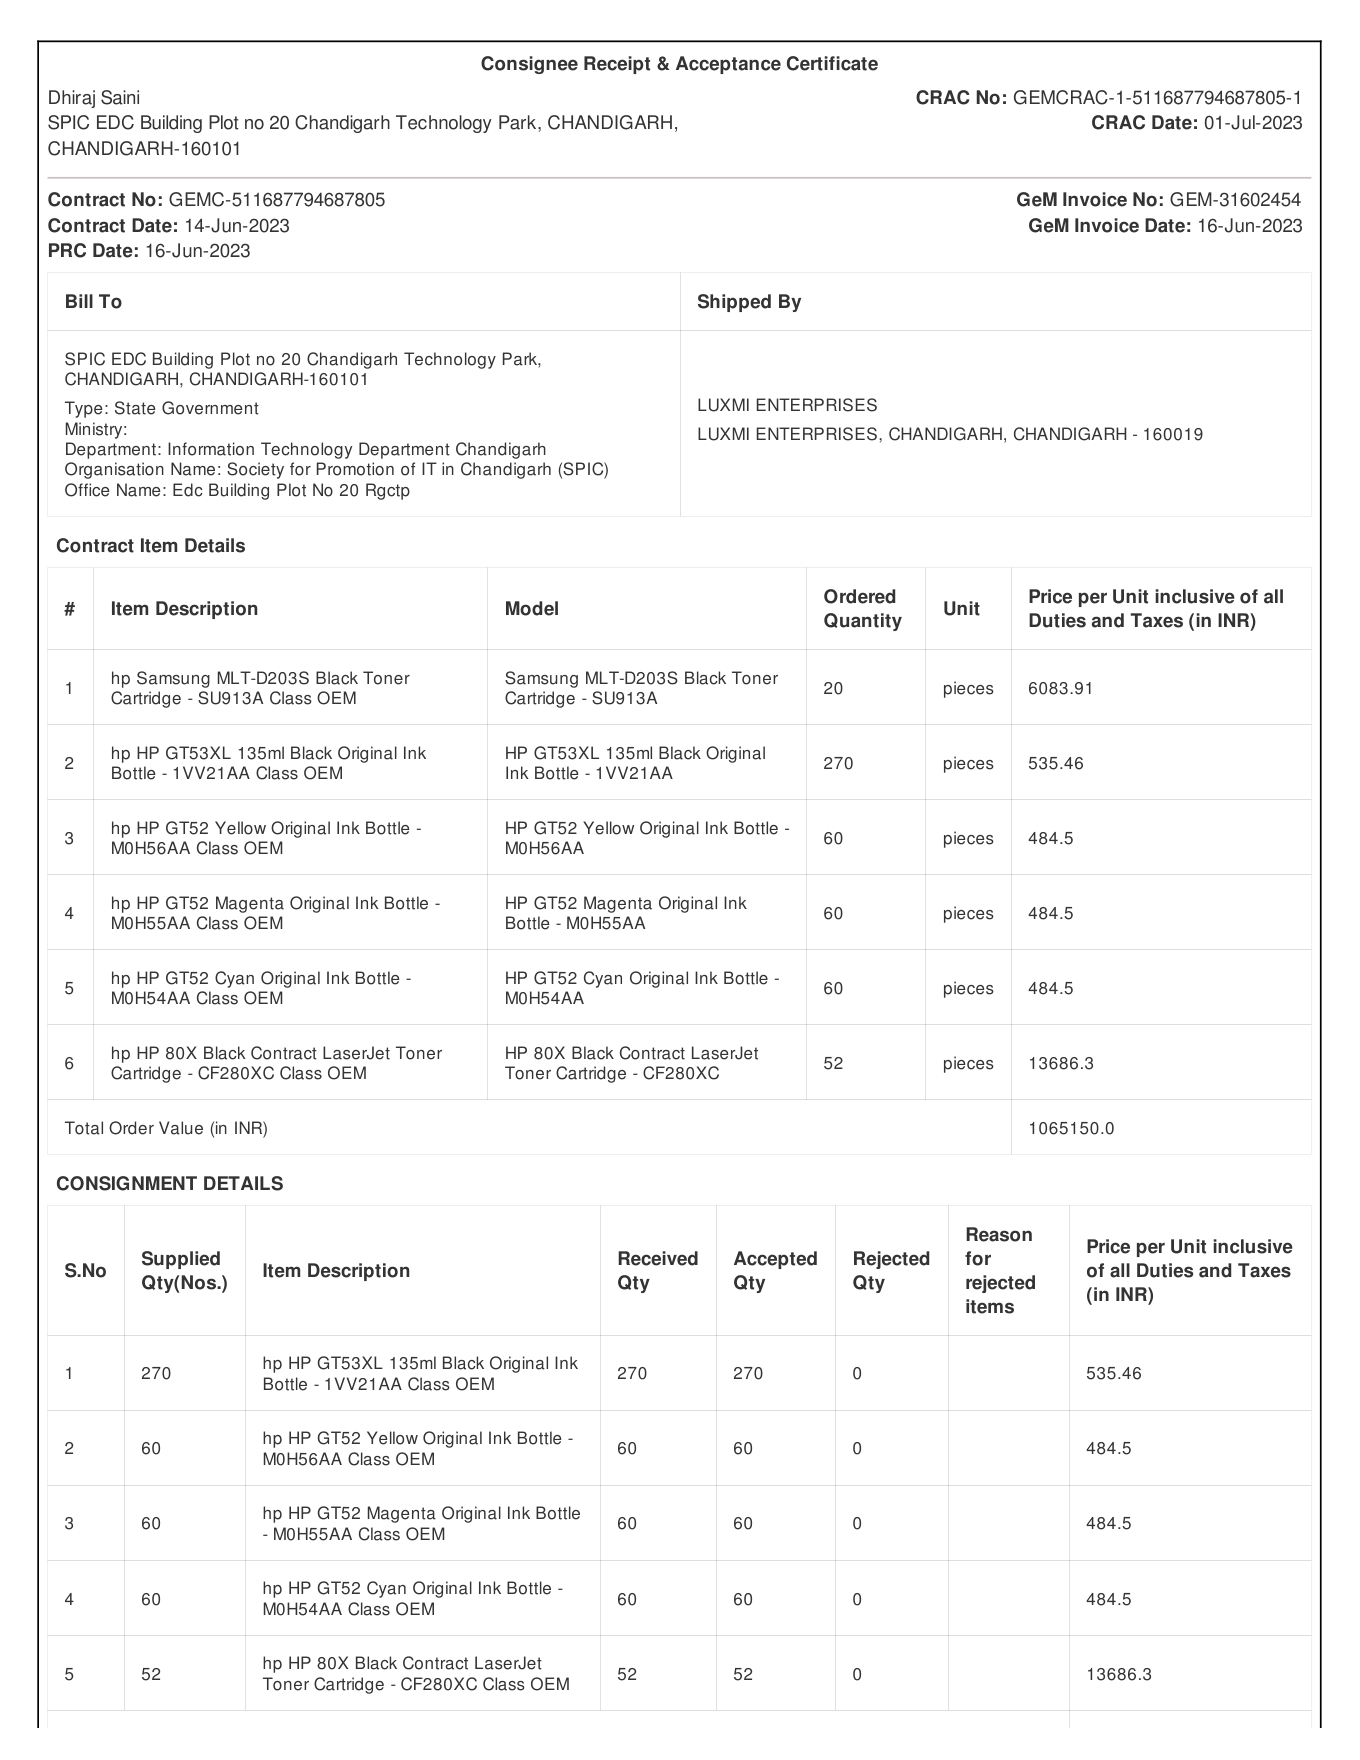 Consignee Receipt & Acceptance Certificate
Dhiraj Saini
SPIC EDC Building Plot no 20 Chandigarh Technology Park, CHANDIGARH,
CHANDIGARH-160101
CRAC No: GEMCRAC-1-511687794687805-1
CRAC Date: 01-Jul-2023
Contract No: GEMC-511687794687805
Contract Date: 14-Jun-2023
PRC Date: 16-Jun-2023
GeM Invoice No: GEM-31602454
GeM Invoice Date: 16-Jun-2023
Bill To
Shipped By
SPIC EDC Building Plot no 20 Chandigarh Technology Park,
CHANDIGARH, CHANDIGARH-160101
Type: State Government
Ministry:
Department: Information Technology Department Chandigarh
Organisation Name: Society for Promotion of IT in Chandigarh (SPIC)
Office Name: Edc Building Plot No 20 Rgctp
LUXMI ENTERPRISES
LUXMI ENTERPRISES, CHANDIGARH, CHANDIGARH - 160019
Contract Item Details
# Item Description Model Ordered Quantity Unit Price per Unit inclusive of all Duties and Taxes (in INR)
1 hp Samsung MLT-D203S Black Toner Cartridge - SU913A Class OEM Samsung MLT-D203S Black Toner Cartridge - SU913A 20 pieces 6083.91
2 hp HP GT53XL 135ml Black Original Ink Bottle - 1VV21AA Class OEM HP GT53XL 135ml Black Original Ink Bottle - 1VV21AA 270 pieces 535.46
3 hp HP GT52 Yellow Original Ink Bottle - M0H56AA Class OEM HP GT52 Yellow Original Ink Bottle - M0H56AA 60 pieces 484.5
4 hp HP GT52 Magenta Original Ink Bottle - M0H55AA Class OEM HP GT52 Magenta Original Ink Bottle - M0H55AA 60 pieces 484.5
5 hp HP GT52 Cyan Original Ink Bottle - M0H54AA Class OEM HP GT52 Cyan Original Ink Bottle - M0H54AA 60 pieces 484.5
6 hp HP 80X Black Contract LaserJet Toner Cartridge - CF280XC Class OEM HP 80X Black Contract LaserJet Toner Cartridge - CF280XC 52 pieces 13686.3
Total Order Value (in INR) 1065150.0
CONSIGNMENT DETAILS
S.No Supplied Qty(Nos.) Item Description Received Qty Accepted Qty Rejected Qty Reason for rejected items Price per Unit inclusive of all Duties and Taxes (in INR)
1 270 hp HP GT53XL 135ml Black Original Ink Bottle - 1VV21AA Class OEM 270 270 0 535.46
2 60 hp HP GT52 Yellow Original Ink Bottle - M0H56AA Class OEM 60 60 0 484.5
3 60 hp HP GT52 Magenta Original Ink Bottle - M0H55AA Class OEM 60 60 0 484.5
4 60 hp HP GT52 Cyan Original Ink Bottle - M0H54AA Class OEM 60 60 0 484.5
5 52 hp HP 80X Black Contract LaserJet Toner Cartridge - CF280XC Class OEM 52 52 0 13686.3